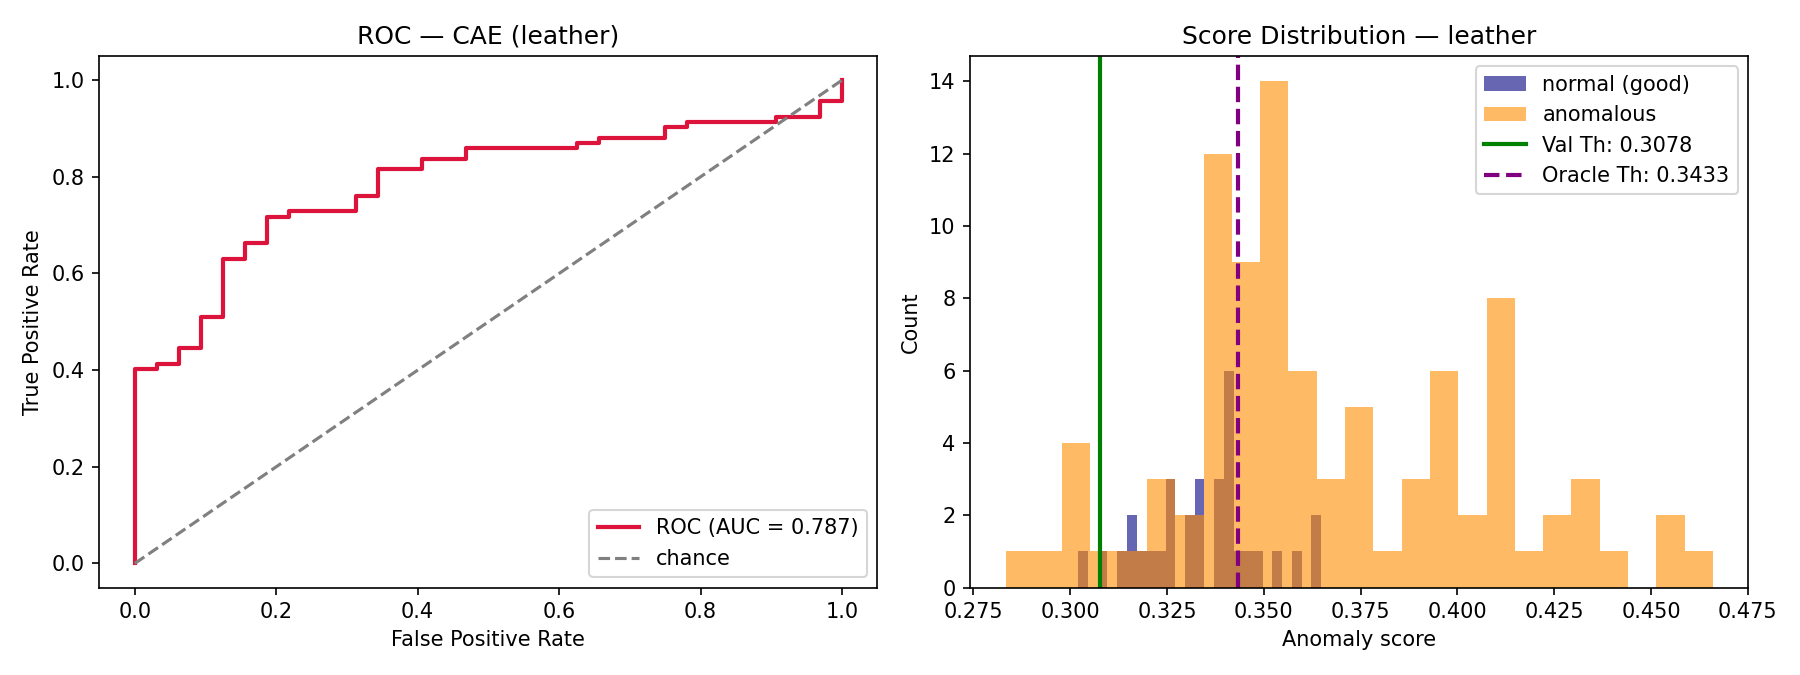 ROC — CAE (leather)
True Positive Rate
1.0
0.8
0.6
0.4
0.2
0.0
0.0 0.2 0.4 0.6 0.8 1.0
False Positive Rate
ROC (AUC = 0.787)
chance
Score Distribution — leather
Count
14
12
10
8
6
4
2
0
0.275 0.300 0.325 0.350 0.375 0.400 0.425 0.450 0.475
Anomaly score
normal (good)
anomalous
Val Th: 0.3078
Oracle Th: 0.3433